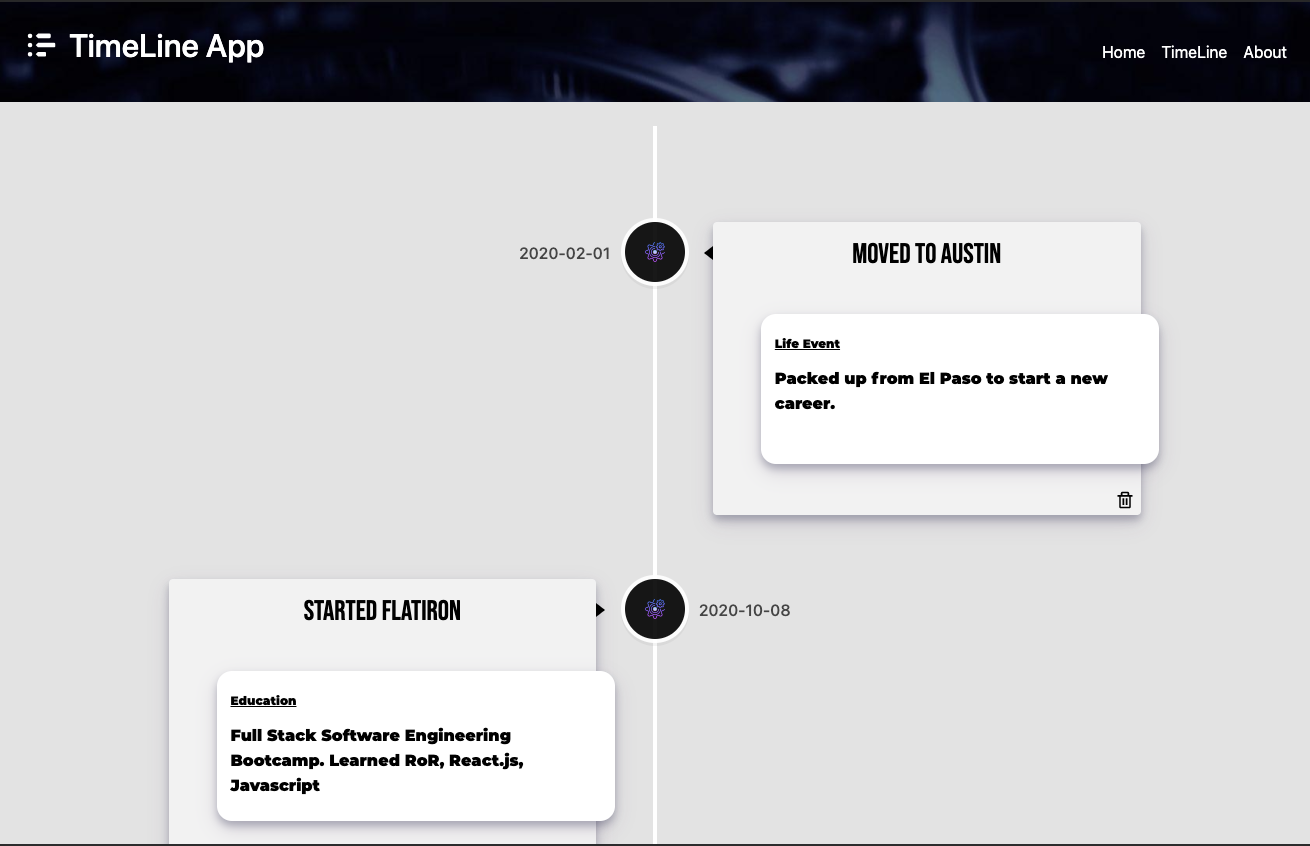 TimeLine App
Home TimeLine About
2020-02-01
MOVED TO AUSTIN
Life Event
Packed up from El Paso to start a new
career.
STARTED FLATIRON
2020-10-08
Education
Full Stack Software Engineering
Bootcamp. Learned RoR, React.js,
Javascript